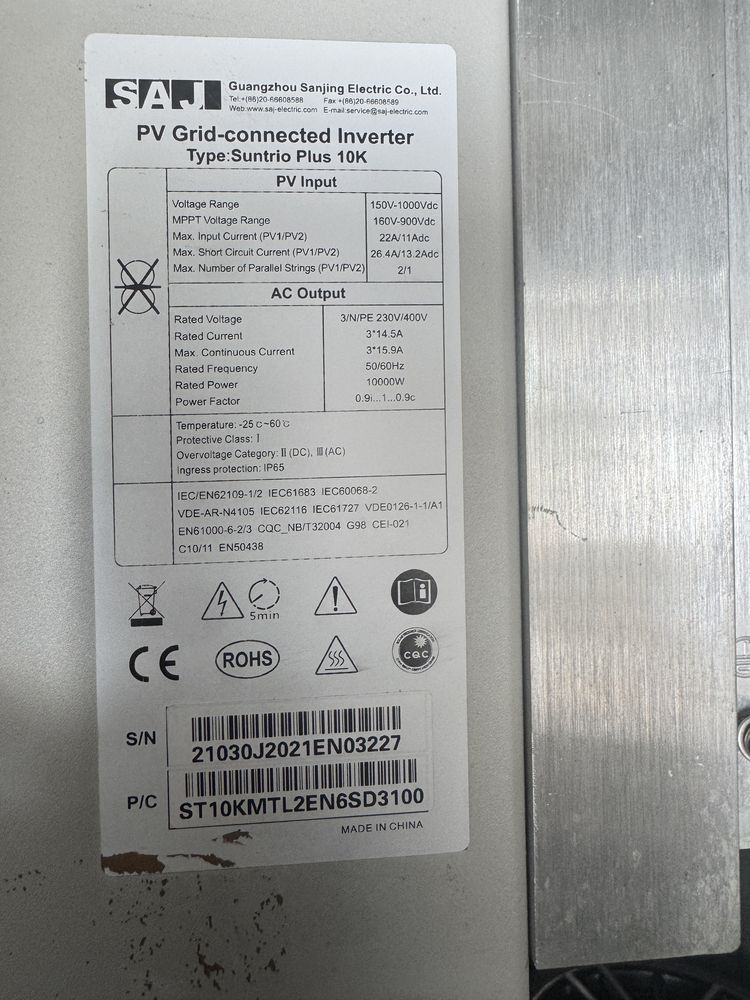 SAJ
Guangzhou Sanjing Electric Co., Ltd.
Tel:+(86)20-66608588 Fax:+(86)20-66608589
Web:www.saj-electric.com E-mail:service@saj-electric.com
PV Grid-connected Inverter
Type:Suntrio Plus 10K
PV Input
Voltage Range 150V-1000Vdc
MPPT Voltage Range 160V-900Vdc
Max. Input Current (PV1/PV2) 22A/11Adc
Max. Short Circuit Current (PV1/PV2) 26.4A/13.2Adc
Max. Number of Parallel Strings (PV1/PV2) 2/1
AC Output
Rated Voltage 3/N/PE 230V/400V
Rated Current 3*14.5A
Max. Continuous Current 3*15.9A
Rated Frequency 50/60Hz
Rated Power 10000W
Power Factor 0.9i...1...0.9c
Temperature: -25℃~60℃
Protective Class: Ⅰ
Overvoltage Category: Ⅱ (DC), Ⅲ (AC)
Ingress protection: IP65
IEC/EN62109-1/2 IEC61683 IEC60068-2
VDE-AR-N4105 IEC62116 IEC61727 VDE0126-1-1/A1
EN61000-6-2/3 CQC_NB/T32004 G98 CEI-021
C10/11 EN50438
5min
CE
ROHS
cqc
S/N
21030J2021EN03227
P/C
ST10KMTL2EN6SD3100
MADE IN CHINA